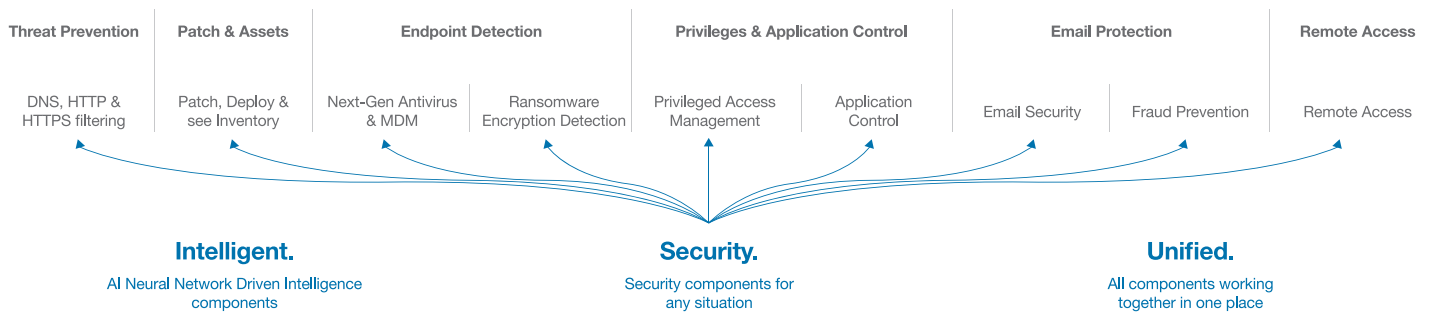 Threat Prevention
Patch & Assets
Endpoint Detection
Privileges & Application Control
Email Protection
Remote Access
DNS, HTTP &
HTTPS filtering
Patch, Deploy &
see Inventory
Next-Gen Antivirus
& MDM
Ransomware
Encryption Detection
Privileged Access
Management
Application
Control
Email Security
Fraud Prevention
Remote Access
Intelligent.
AI Neural Network Driven Intelligence
components
Security.
Security components for
any situation
Unified.
All components working
together in one place